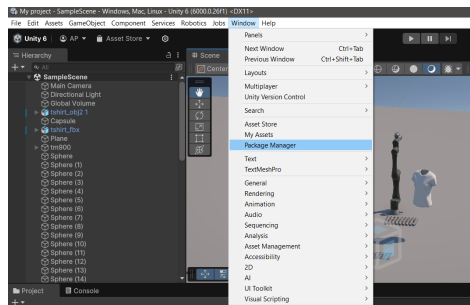 My project - SampleScene - Windows, Mac, Linux - Unity 6 (6000.0.26f1) <DX11>
File Edit Assets GameObject Component Services Robotics Jobs Window Help
Unity 6 AP Asset Store
Hierarchy
All
SampleScene
Main Camera
Directional Light
Global Volume
tshirt_obj2 1
Capsule
tshirt_fbx
Plane
tm900
Sphere
Sphere (1)
Sphere (2)
Sphere (3)
Sphere (4)
Sphere (5)
Sphere (6)
Sphere (7)
Sphere (8)
Sphere (9)
Sphere (10)
Sphere (11)
Sphere (12)
Sphere (13)
Sphere (14)
Project Console
Scene
Center
Panels
Next Window Ctrl+Tab
Previous Window Ctrl+Shift+Tab
Layouts
Multiplayer
Unity Version Control
Search
Asset Store
My Assets
Package Manager
Text
TextMeshPro
General
Rendering
Animation
Audio
Sequencing
Analysis
Asset Management
Accessibility
2D
AI
UI Toolkit
Visual Scripting